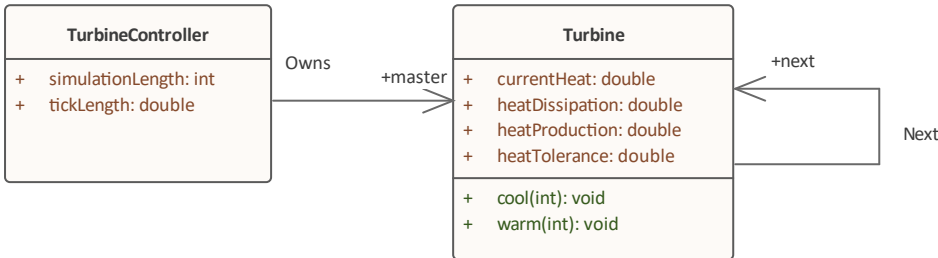 TurbineController
+ simulationLength: int
+ tickLength: double
Owns
+master
Turbine
+ currentHeat: double
+ heatDissipation: double
+ heatProduction: double
+ heatTolerance: double
+ cool(int): void
+ warm(int): void
+next
Next